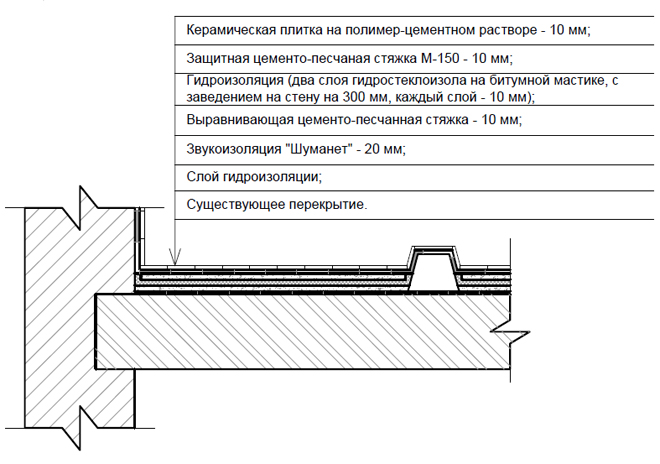 Керамическая плитка на полимер-цементном растворе - 10 мм;
Защитная цементо-песчаная стяжка М-150 - 10 мм;
Гидроизоляция (два слоя гидростеклоизола на битумной мастике, с
заведением на стену на 300 мм, каждый слой - 10 мм);
Выравнивающая цементо-песчанная стяжка - 10 мм;
Звукоизоляция "Шуманет" - 20 мм;
Слой гидроизоляции;
Существующее перекрытие.